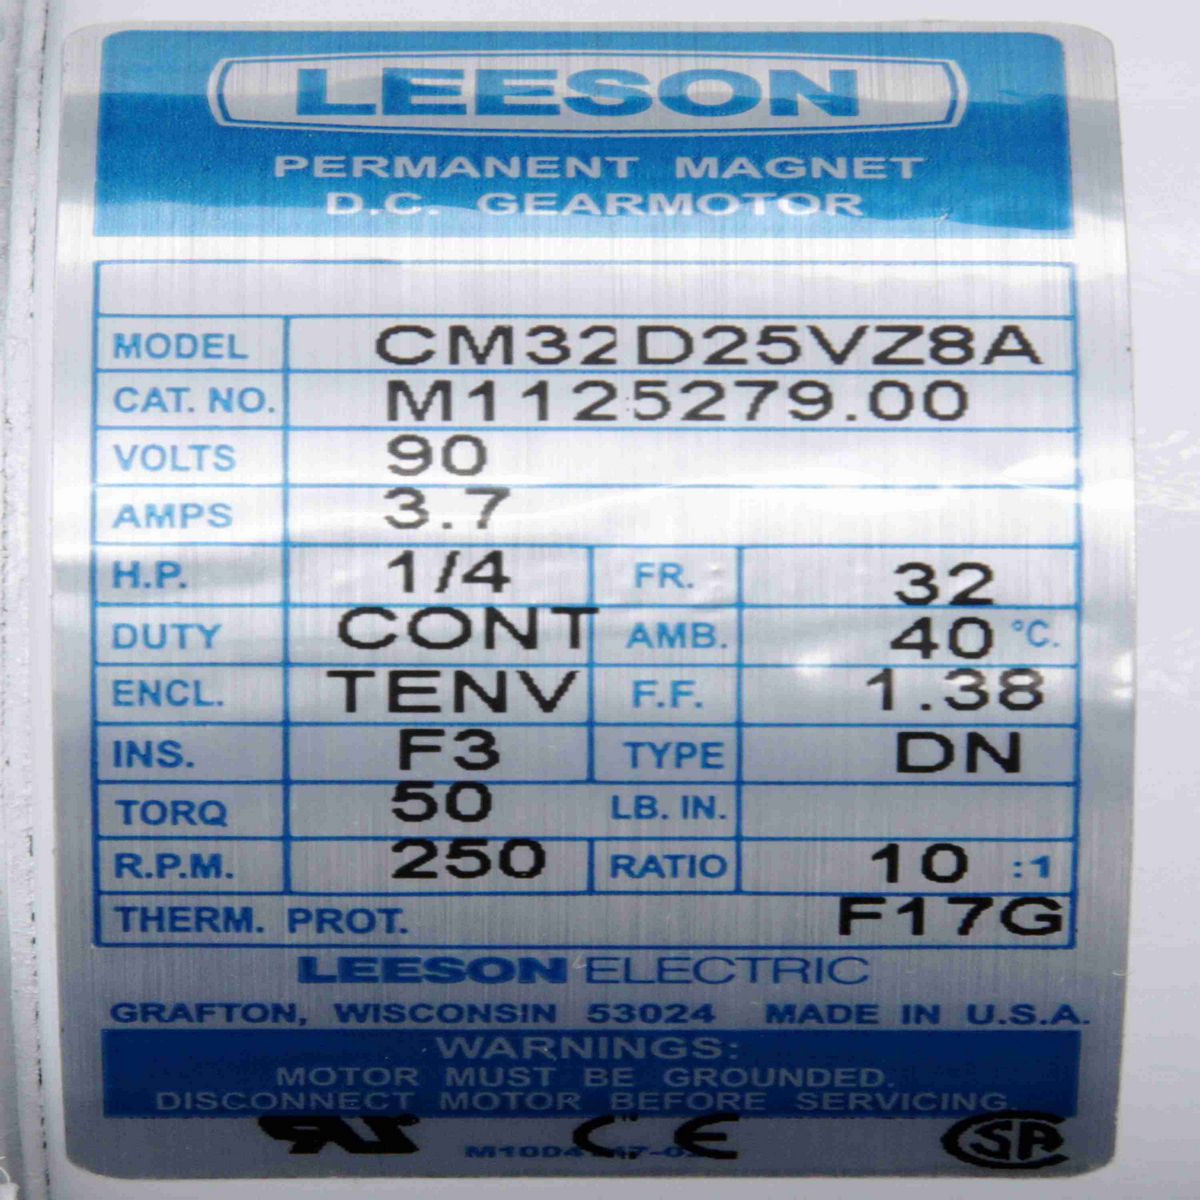 LEESON
PERMANENT MAGNET
D.C. GEARMOTOR
MODEL CM32D25VZ8A
CAT. NO. M1125279.00
VOLTS 90
AMPS 3.7
H.P. 1/4 FR. 32
DUTY CONT AMB. 40 °C.
ENCL. TENV F.F. 1.38
INS. F3 TYPE DN
TORQ 50 LB. IN.
R.P.M. 250 RATIO 10 :1
THERM. PROT. F17G
LEESON ELECTRIC
GRAFTON, WISCONSIN 53024 MADE IN U.S.A.
WARNINGS:
MOTOR MUST BE GROUNDED.
DISCONNECT MOTOR BEFORE SERVICING.
CE